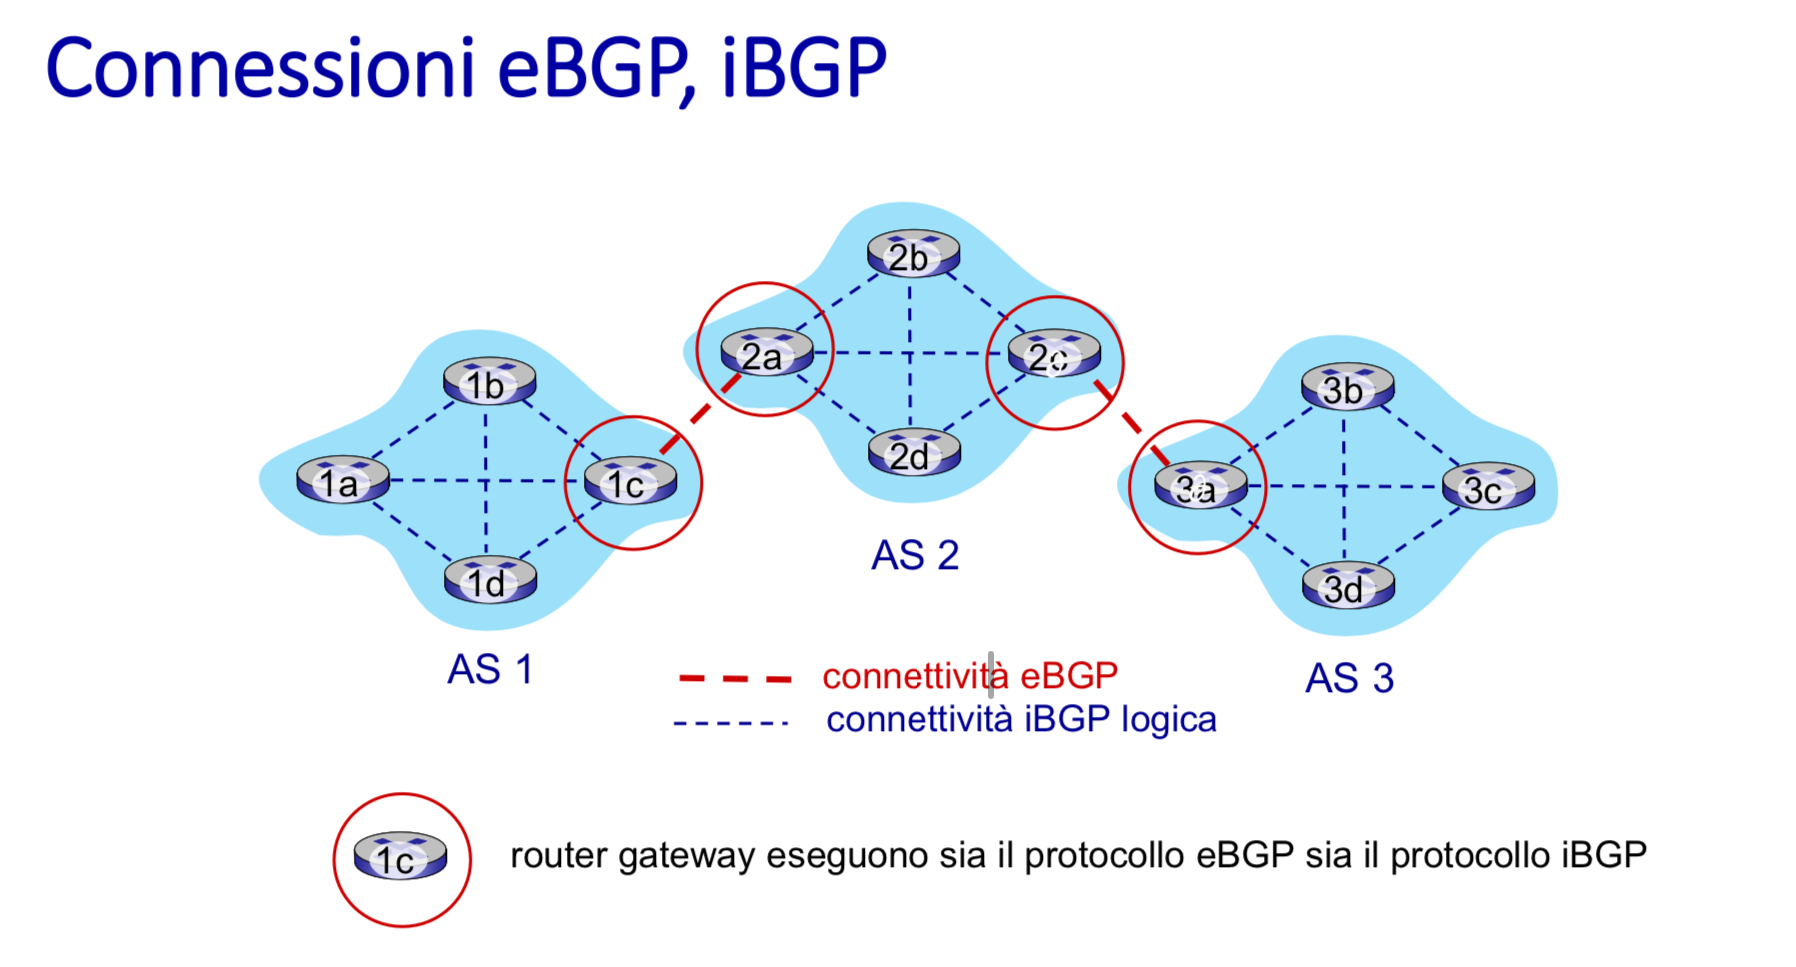 Connessioni eBGP, iBGP
2b
2a
2c
2d
1b
1a
1c
1d
3b
3a
3c
3d
AS 2
AS 1
AS 3
connettività eBGP
connettività iBGP logica
1c
router gateway eseguono sia il protocollo eBGP sia il protocollo iBGP